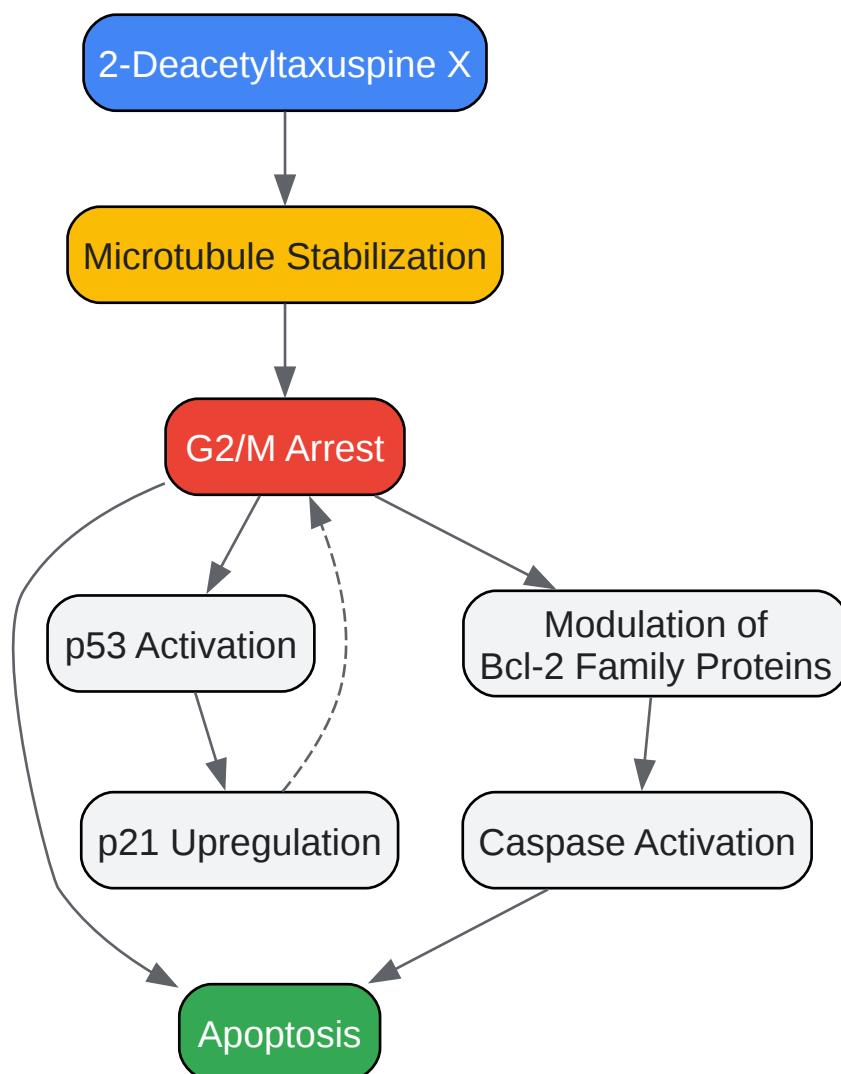 2-Deacetyltaxuspine X
Microtubule Stabilization
G2/M Arrest
p53 Activation
Modulation of
Bcl-2 Family Proteins
p21 Upregulation
Caspase Activation
Apoptosis